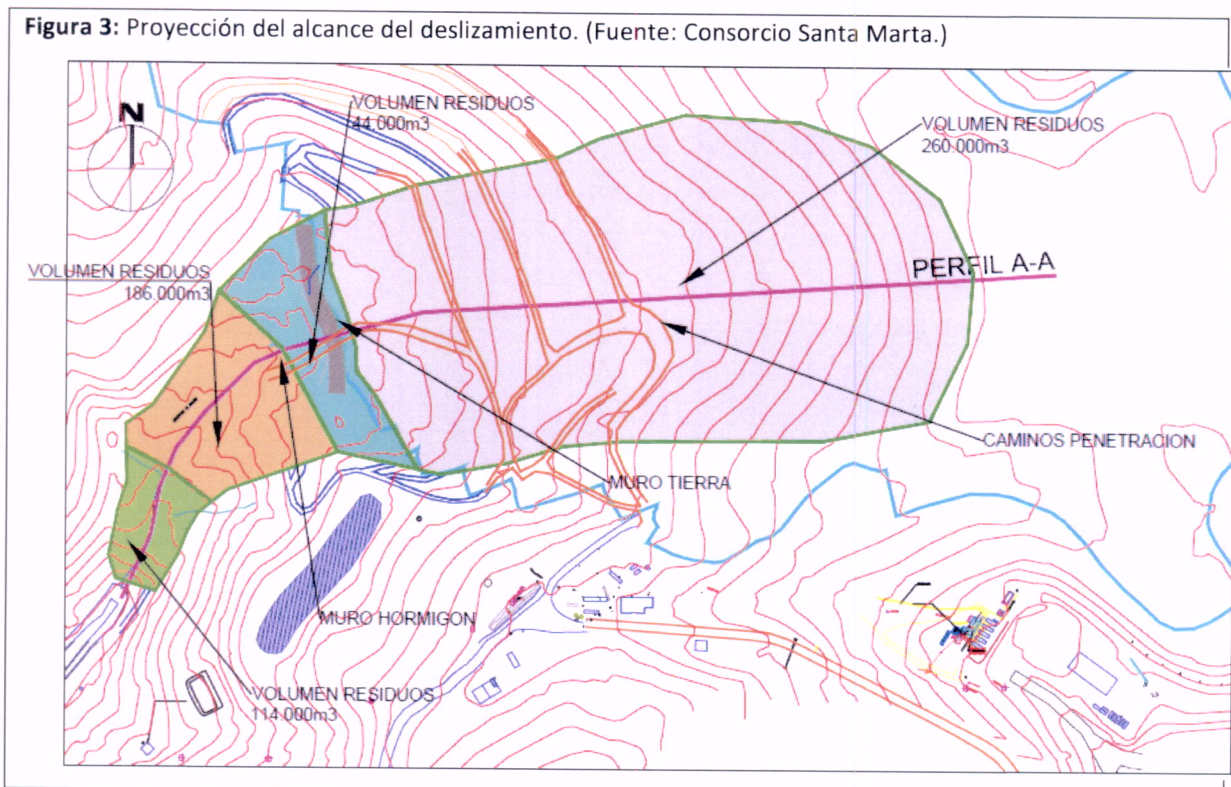 Figura 3: Proyección del alcance del deslizamiento. (Fuente: Consorcio Santa Marta.)
N
VOLUMEN RESIDUOS
44.000m3
VOLUMEN RESIDUOS
260.000m3
VOLUMEN RESIDUOS
186.000m3
PERFIL A-A
CAMINOS PENETRACION
MURO TIERRA
MURO HORMIGON
VOLUMEN RESIDUOS
114.000m3